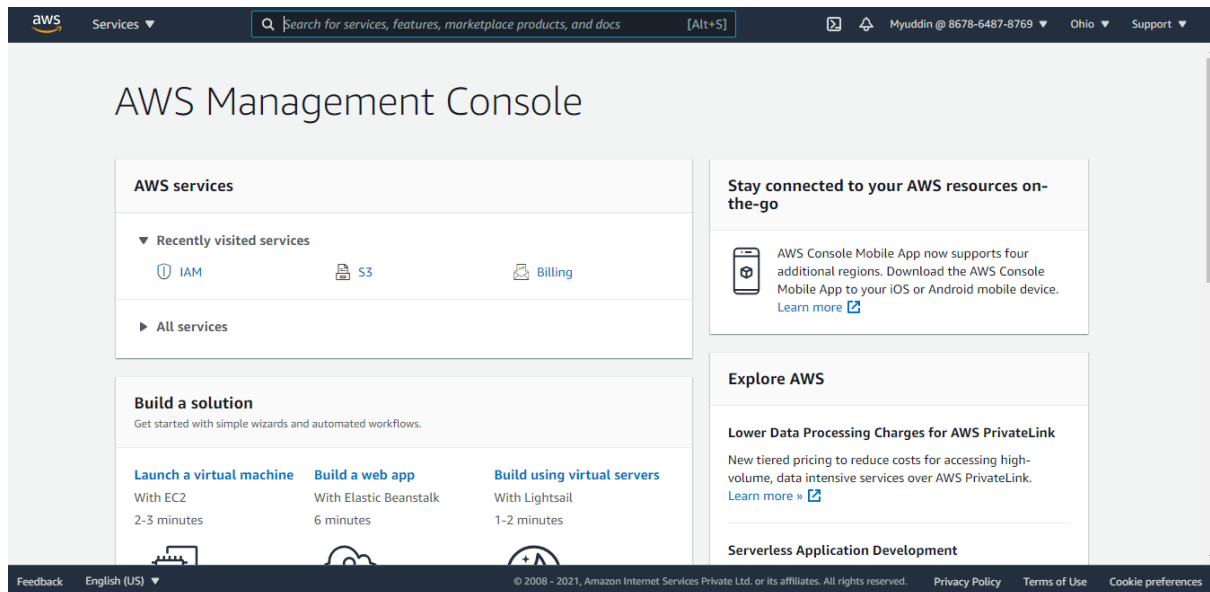 aws
Services ▼
Search for services, features, marketplace products, and docs [Alt+S]
Myuddin @ 8678-6487-8769 ▼
Ohio ▼
Support ▼
AWS Management Console
AWS services
▼ Recently visited services
IAM
S3
Billing
▶ All services
Build a solution
Get started with simple wizards and automated workflows.
Launch a virtual machine
With EC2
2-3 minutes
Build a web app
With Elastic Beanstalk
6 minutes
Build using virtual servers
With Lightsail
1-2 minutes
Stay connected to your AWS resources on-
the-go
AWS Console Mobile App now supports four
additional regions. Download the AWS Console
Mobile App to your iOS or Android mobile device.
Learn more
Explore AWS
Lower Data Processing Charges for AWS PrivateLink
New tiered pricing to reduce costs for accessing high-
volume, data intensive services over AWS PrivateLink.
Learn more »
Serverless Application Development
Feedback
English (US) ▼
© 2008 - 2021, Amazon Internet Services Private Ltd. or its affiliates. All rights reserved.
Privacy Policy
Terms of Use
Cookie preferences